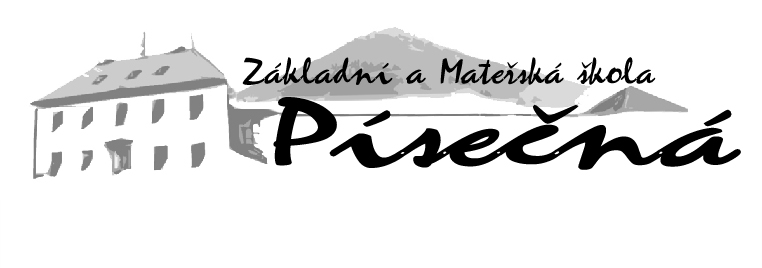 Základní a Mateřská škola
Písečná